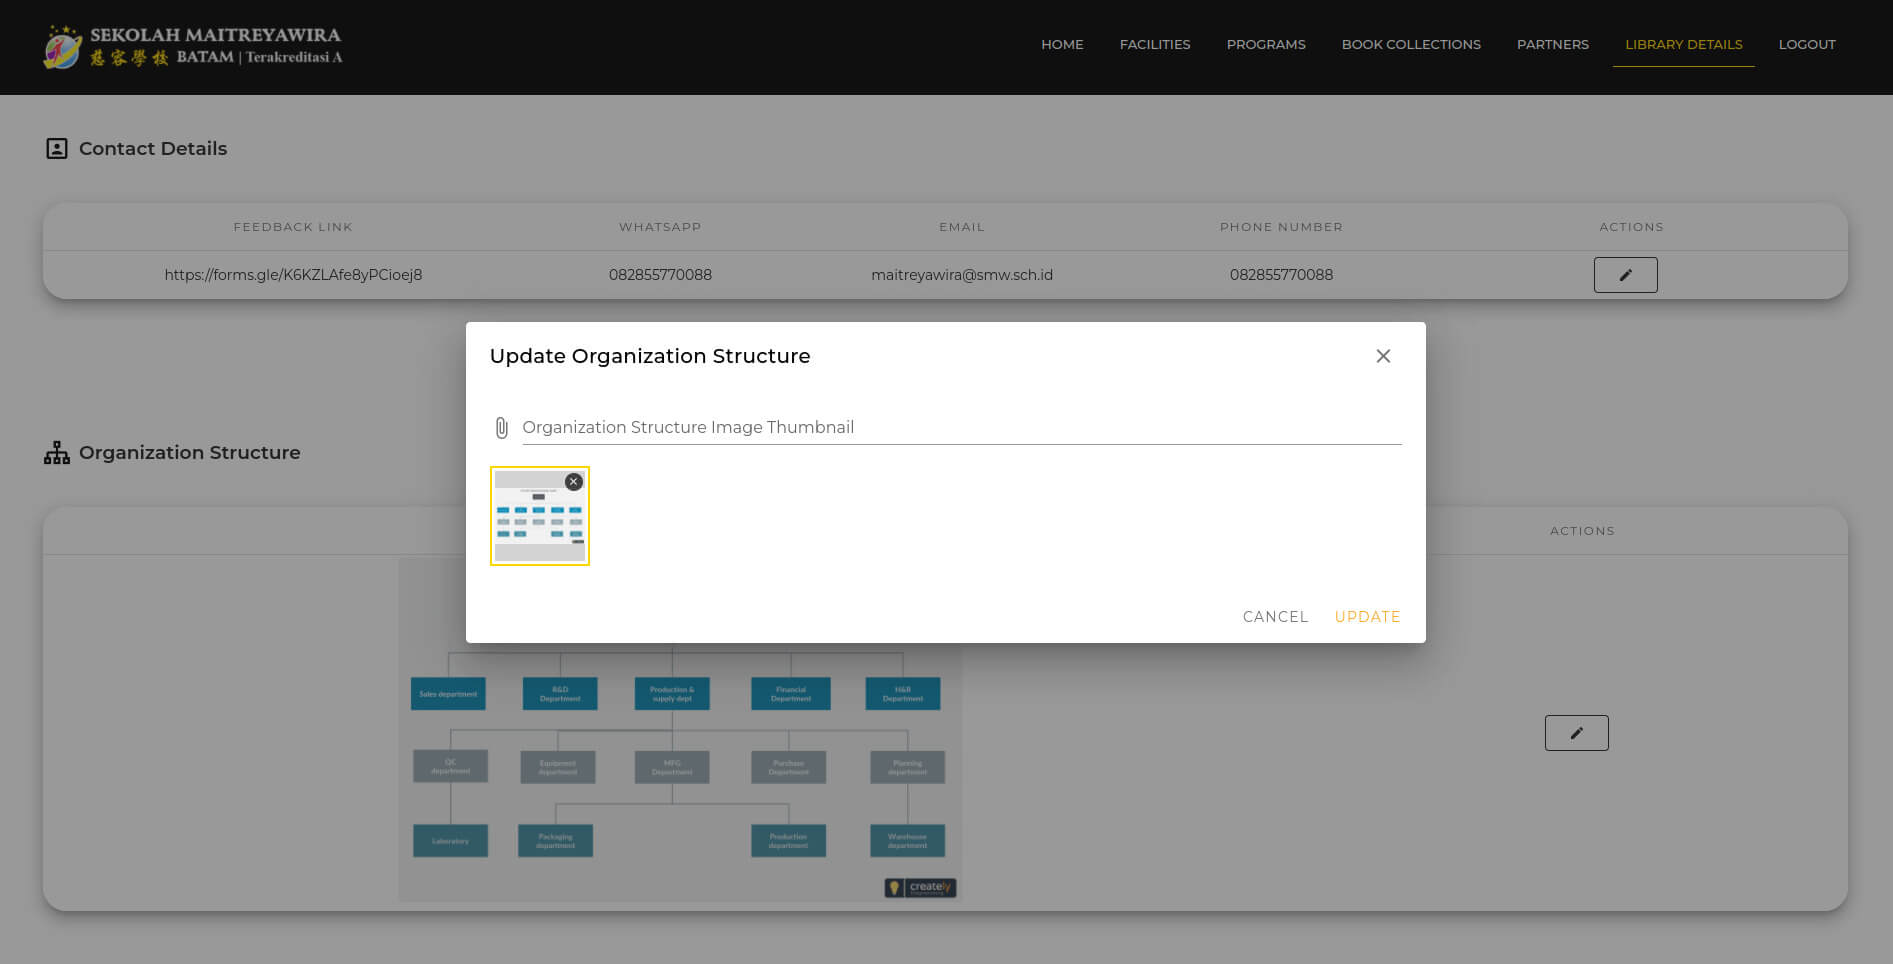 SEKOLAH MAITREYAWIRA
慈容學校 BATAM | Terakreditasi A
HOME
FACILITIES
PROGRAMS
BOOK COLLECTIONS
PARTNERS
LIBRARY DETAILS
LOGOUT
Contact Details
FEEDBACK LINK
WHATSAPP
EMAIL
PHONE NUMBER
ACTIONS
https://forms.gle/K6KZLAfe8yPCioej8
082855770088
maitreyawira@smw.sch.id
082855770088
Update Organization Structure
Organization Structure Image Thumbnail
CANCEL
UPDATE
Organization Structure
ACTIONS
Sales department
R&D
Department
Production &
supply dept
Financial
Department
H&R
Department
QC
department
Equipment
department
MFG
Department
Purchase
Department
Planning
department
Laboratory
Packaging
department
Production
department
Warehouse
department
creately